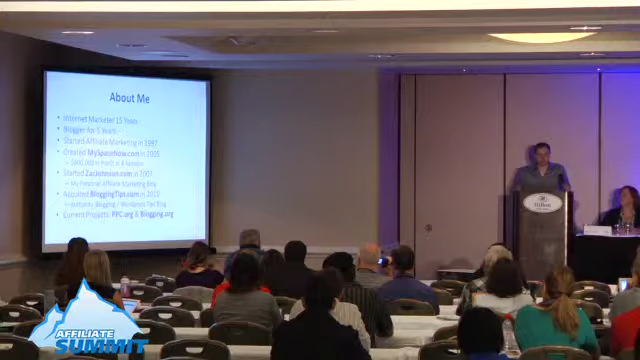 About Me
• Internet Marketer 15 Years
• Blogger for 5 Years
• Started Affiliate Marketing in 1997
• Created MySpaceNow.com in 2005
• Started ZacJohnson.com in 2007
– My Personal Affiliate Marketing Blog
• Acquired BloggingTips.com in 2010
• Current Projects: PPC.org & Blogging.org
Hilton
AFFILIATE
SUMMIT